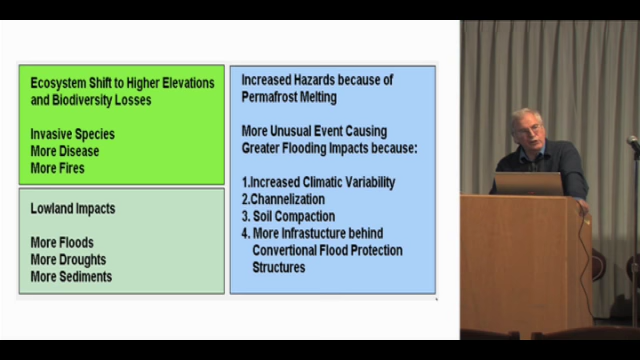 Ecosystem Shift to Higher Elevations
and Biodiversity Losses
Invasive Species
More Disease
More Fires
Lowland Impacts
More Floods
More Droughts
More Sediments
Increased Hazards because of
Permafrost Melting
More Unusual Event Causing
Greater Flooding Impacts because:
1.Increased Climatic Variability
2.Channelization
3. Soil Compaction
4. More Infrastucture behind
Convertional Flood Protection
Structures